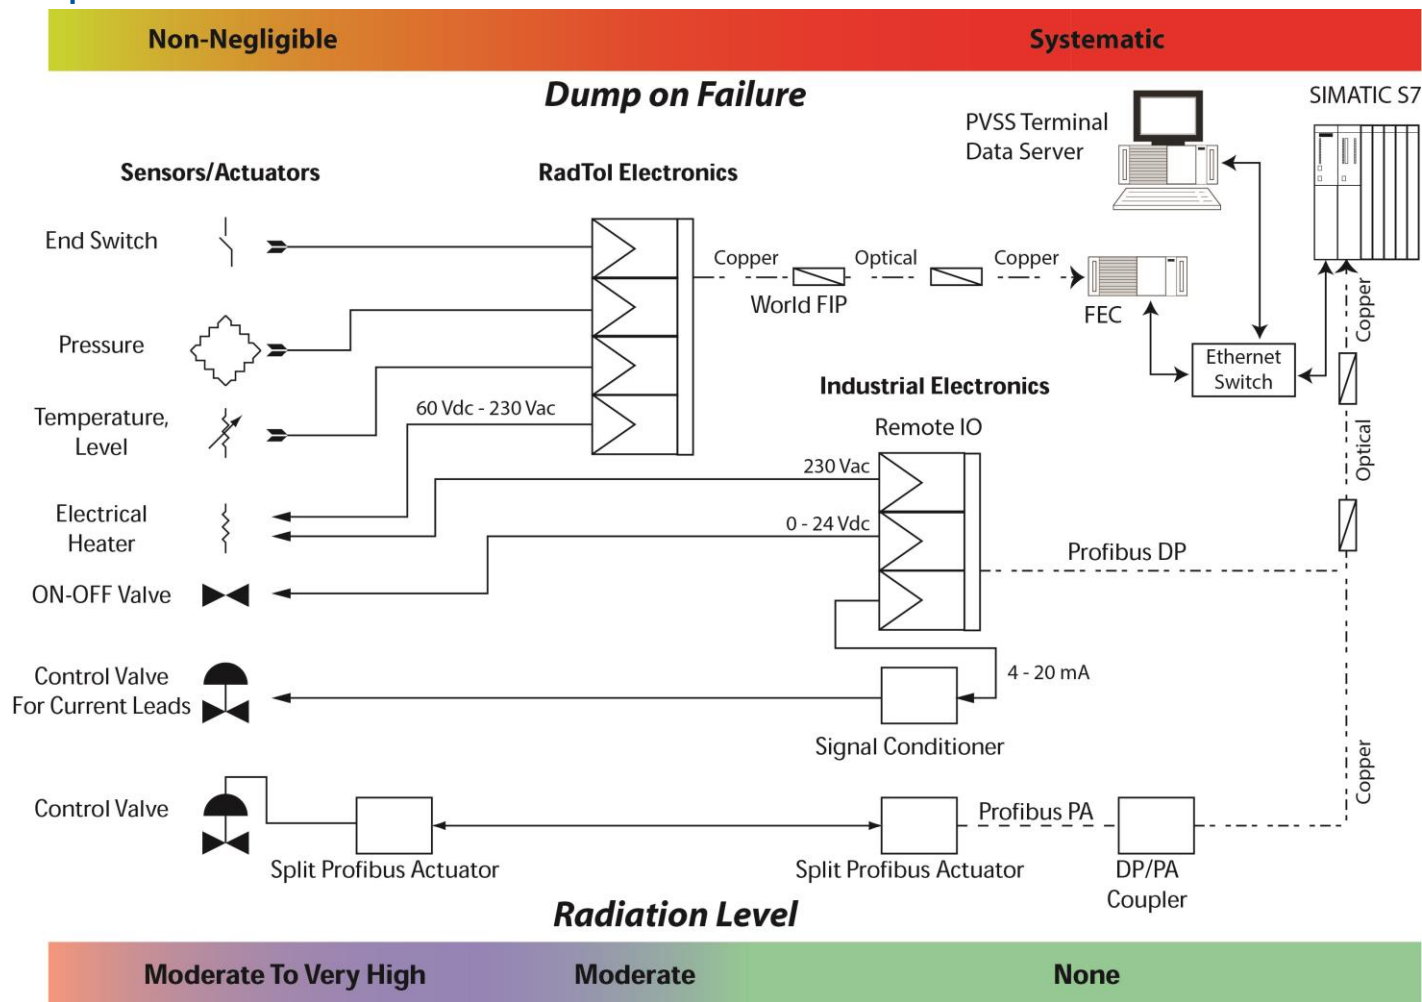 Non-Negligible
Systematic
Dump on Failure
SIMATIC S7
PVSS Terminal
Data Server
Sensors/Actuators
RadTol Electronics
End Switch
Copper
Optical
Copper
World FIP
FEC
Copper
Pressure
Ethernet
Switch
Industrial Electronics
Remote IO
Temperature,
Level
60 Vdc - 230 Vac
Optical
230 Vac
Electrical
Heater
0 - 24 Vdc
Profibus DP
ON-OFF Valve
Control Valve
For Current Leads
4 - 20 mA
Signal Conditioner
Copper
Control Valve
Profibus PA
Split Profibus Actuator
Split Profibus Actuator
DP/PA
Coupler
Radiation Level
Moderate To Very High
Moderate
None